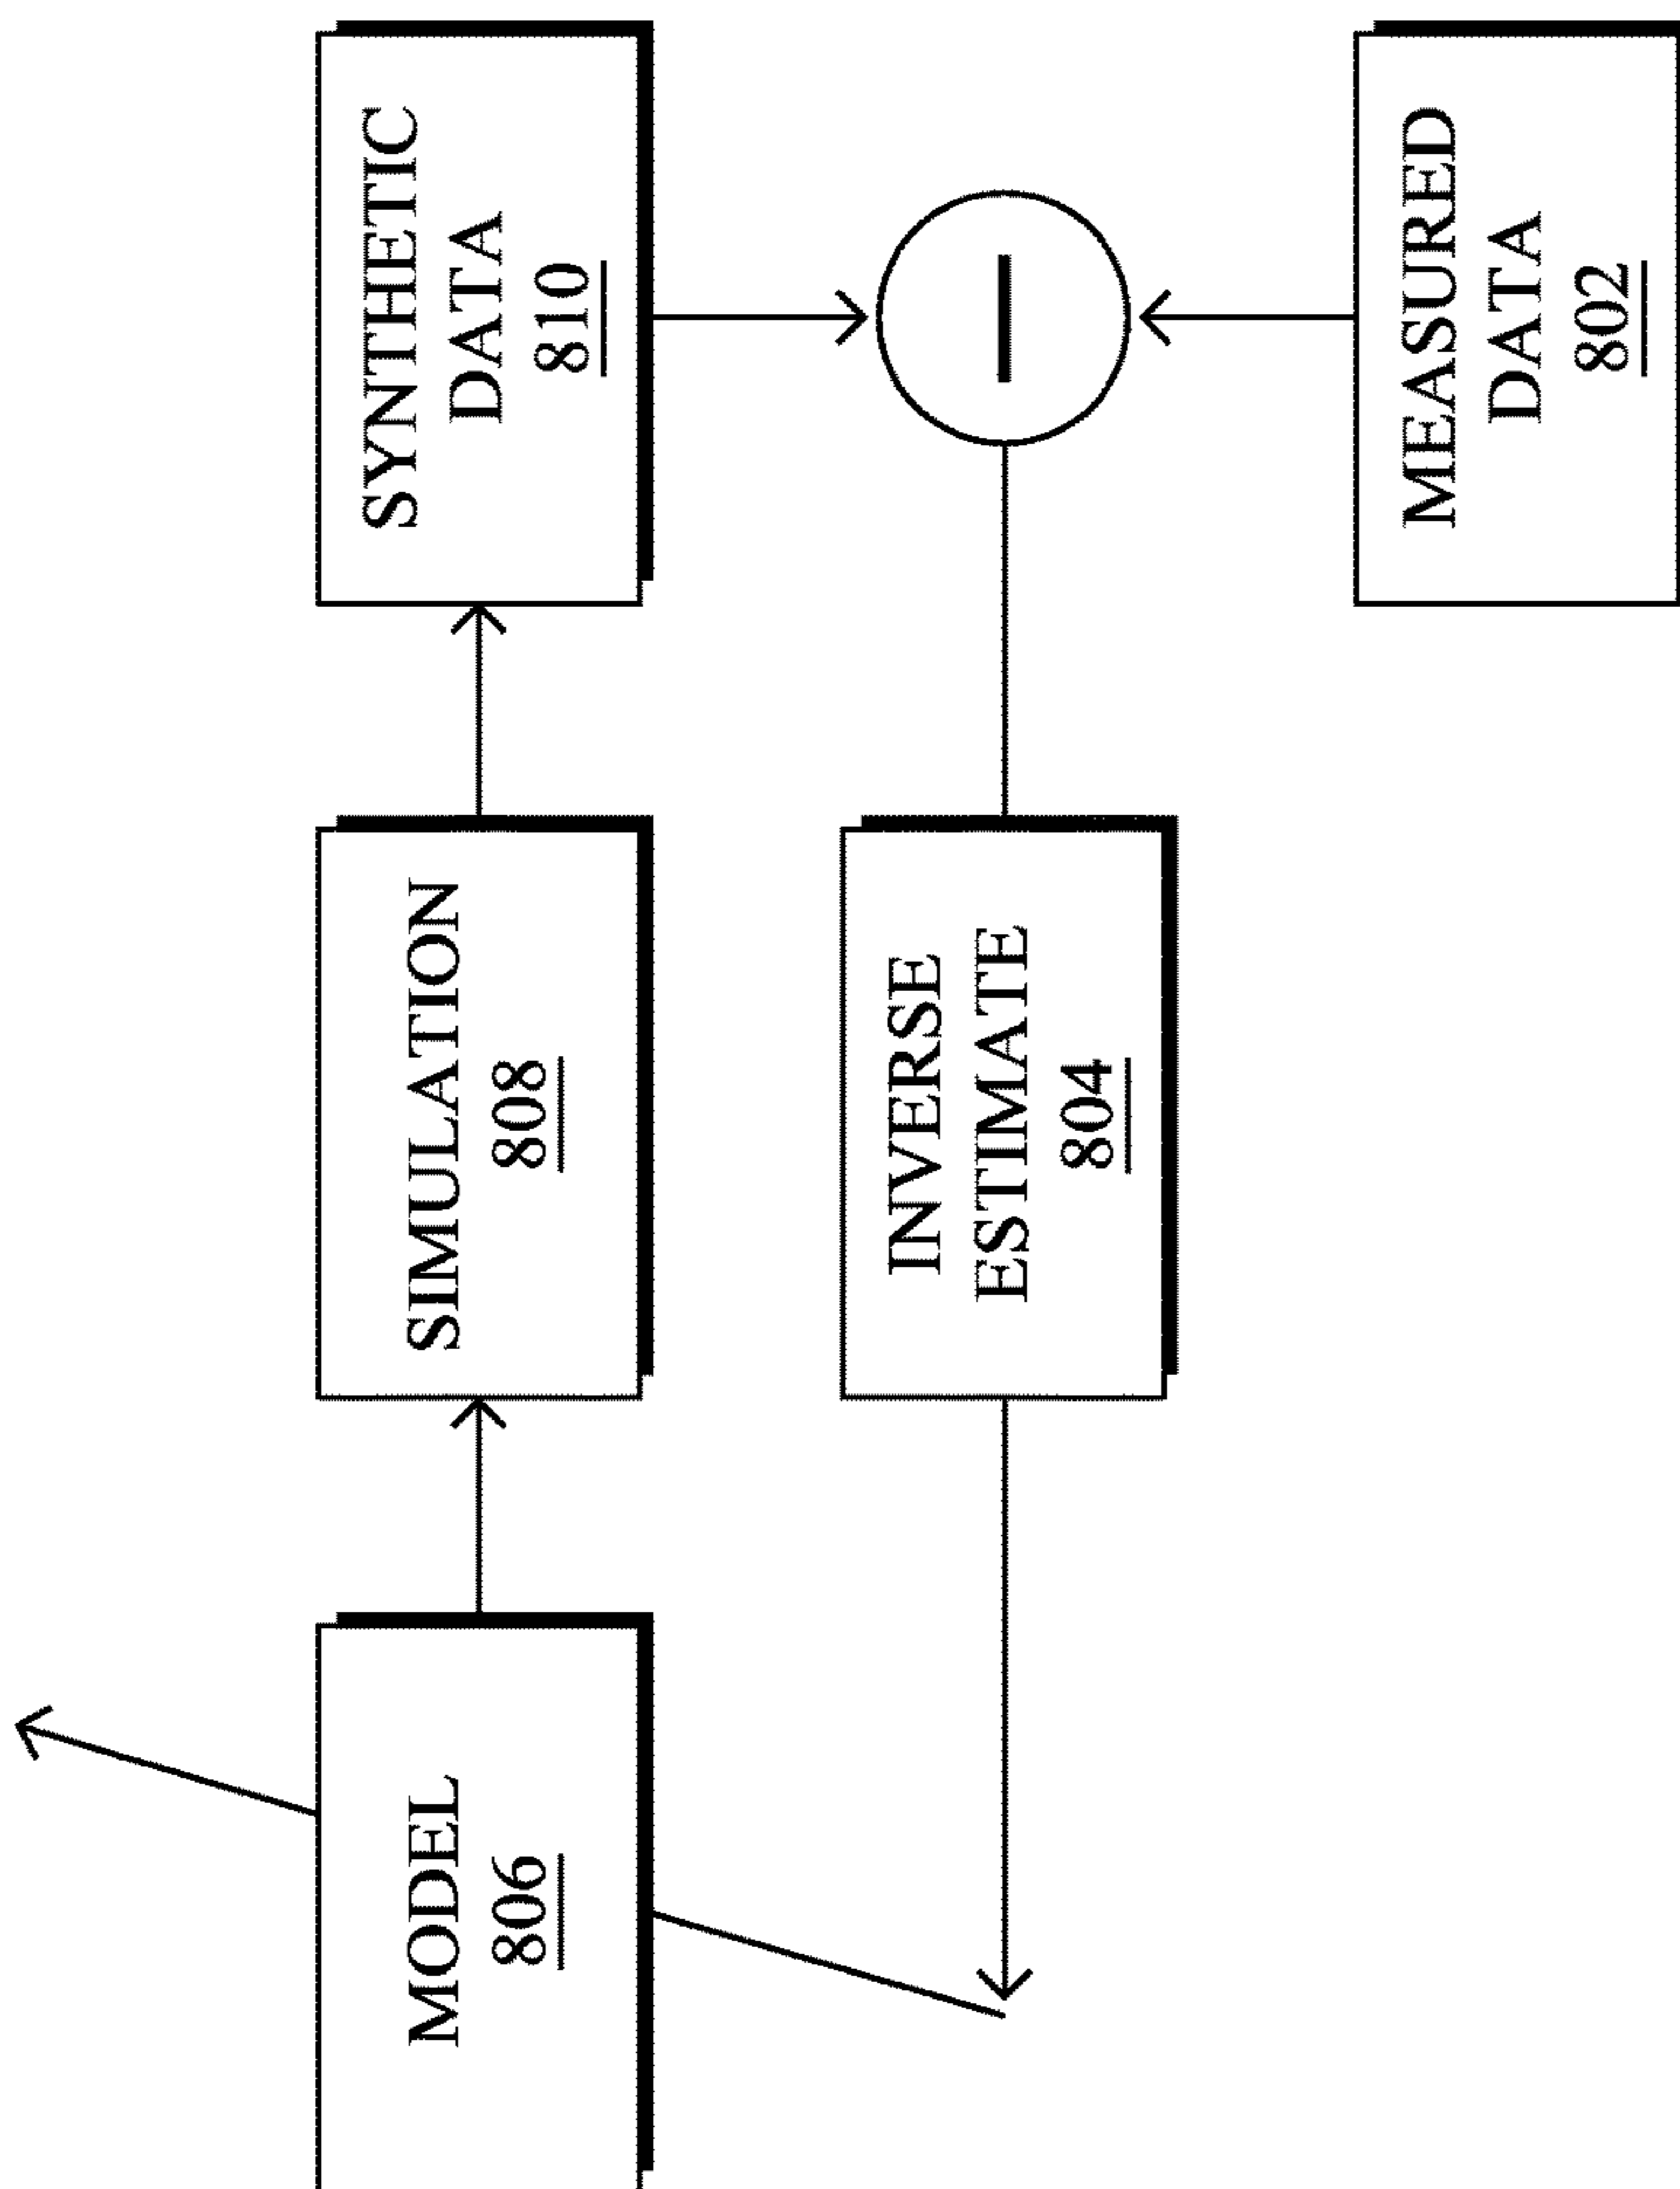 MODEL
806
SIMULATION
808
SYNTHETIC
DATA
810
INVERSE
ESTIMATE
804
MEASURED
DATA
802